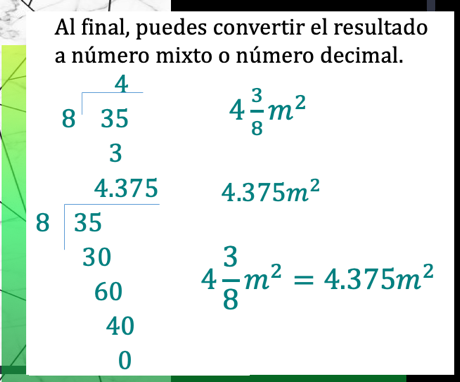 Al final, puedes convertir el resultado
a número mixto o número decimal.
4
8 35
3
4 3/8 m²
4.375
8 35
30
60
40
0
4.375m²
4 3/8 m² = 4.375m²